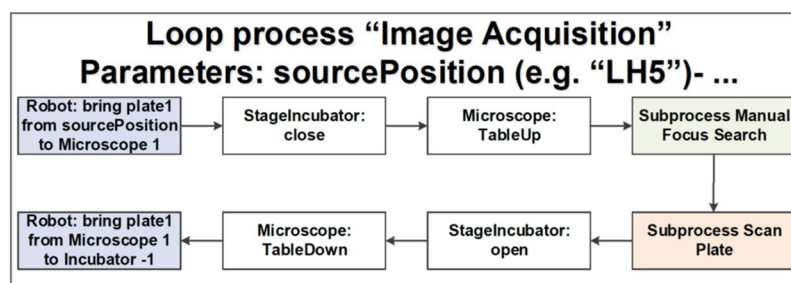 Loop process “Image Acquisition”
Parameters: sourcePosition (e.g. “LH5”)- ...
Robot: bring plate1
from sourcePosition
to Microscope 1
StageIncubator:
close
Microscope:
TableUp
Subprocess Manual
Focus Search
Robot: bring plate1
from Microscope 1
to Incubator -1
Microscope:
TableDown
StageIncubator:
open
Subprocess Scan
Plate